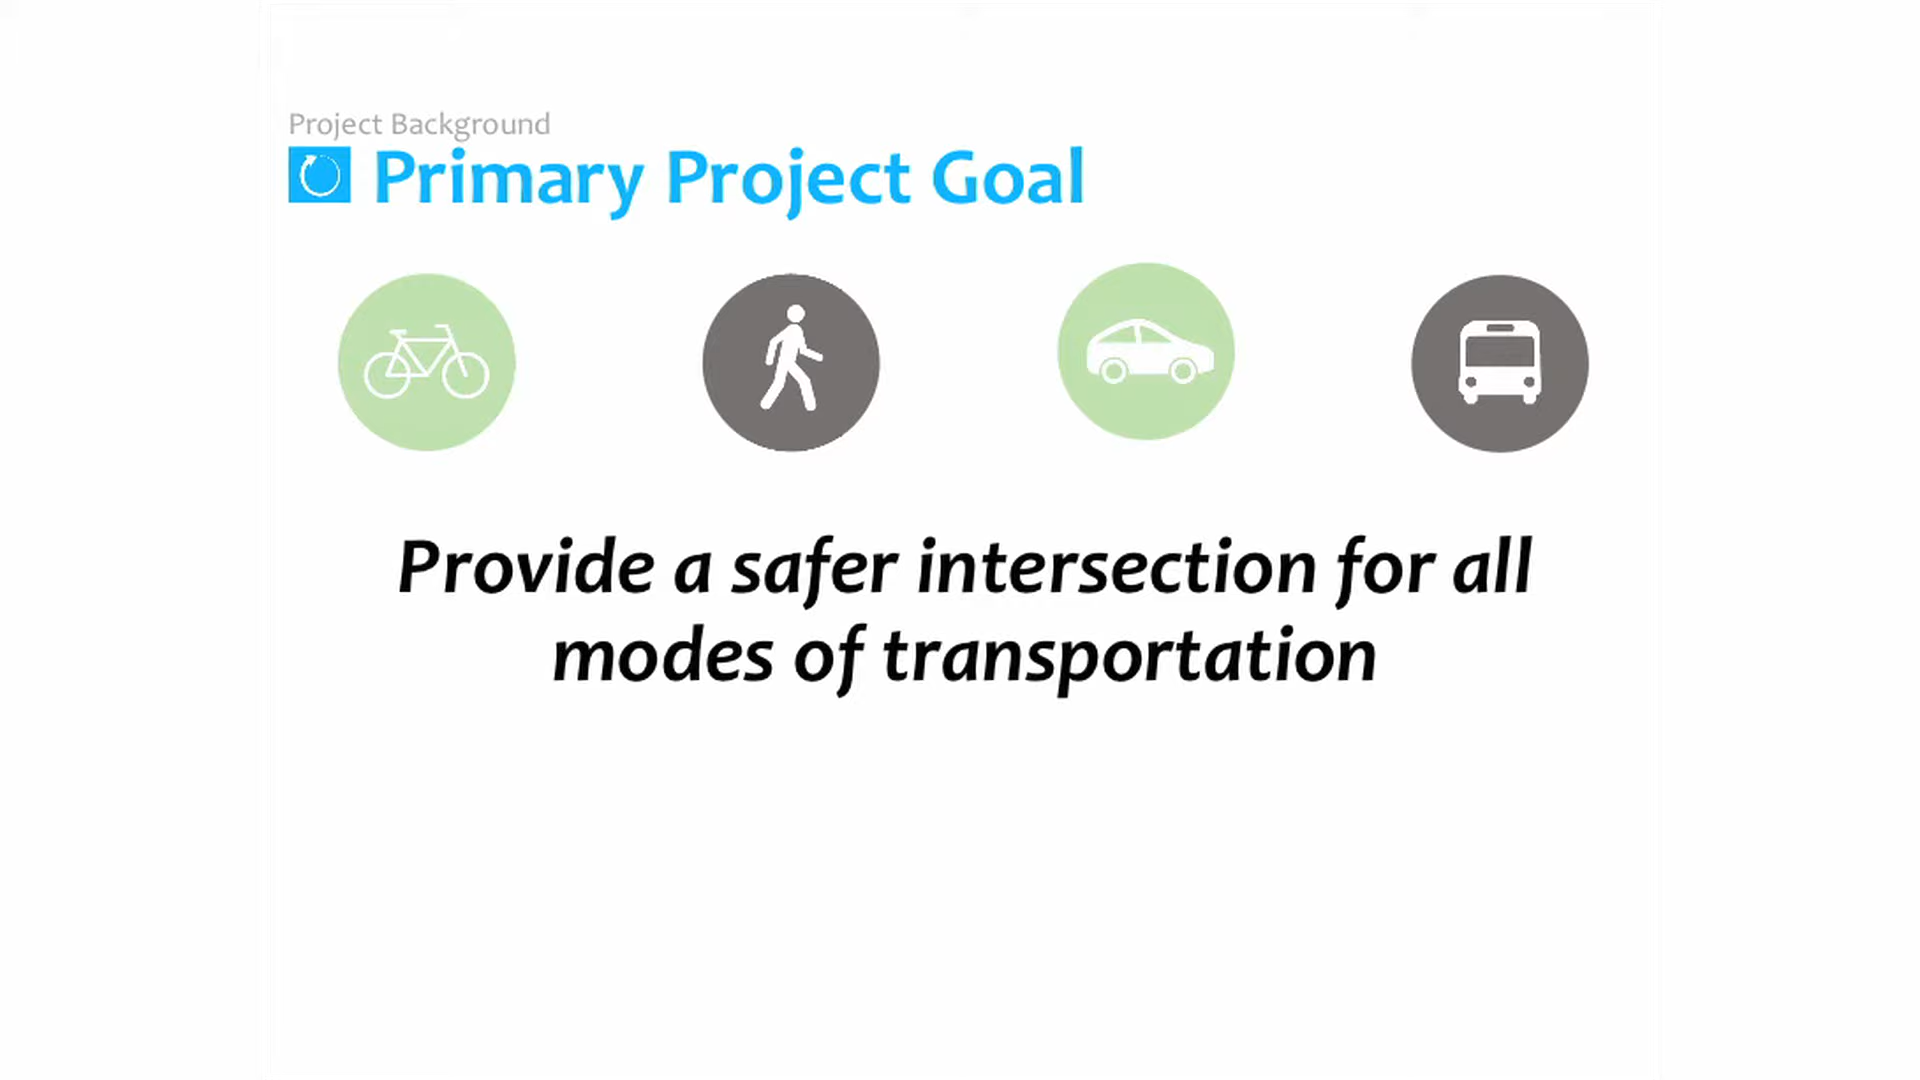 Project Background
Primary Project Goal
Provide a safer intersection for all
modes of transportation